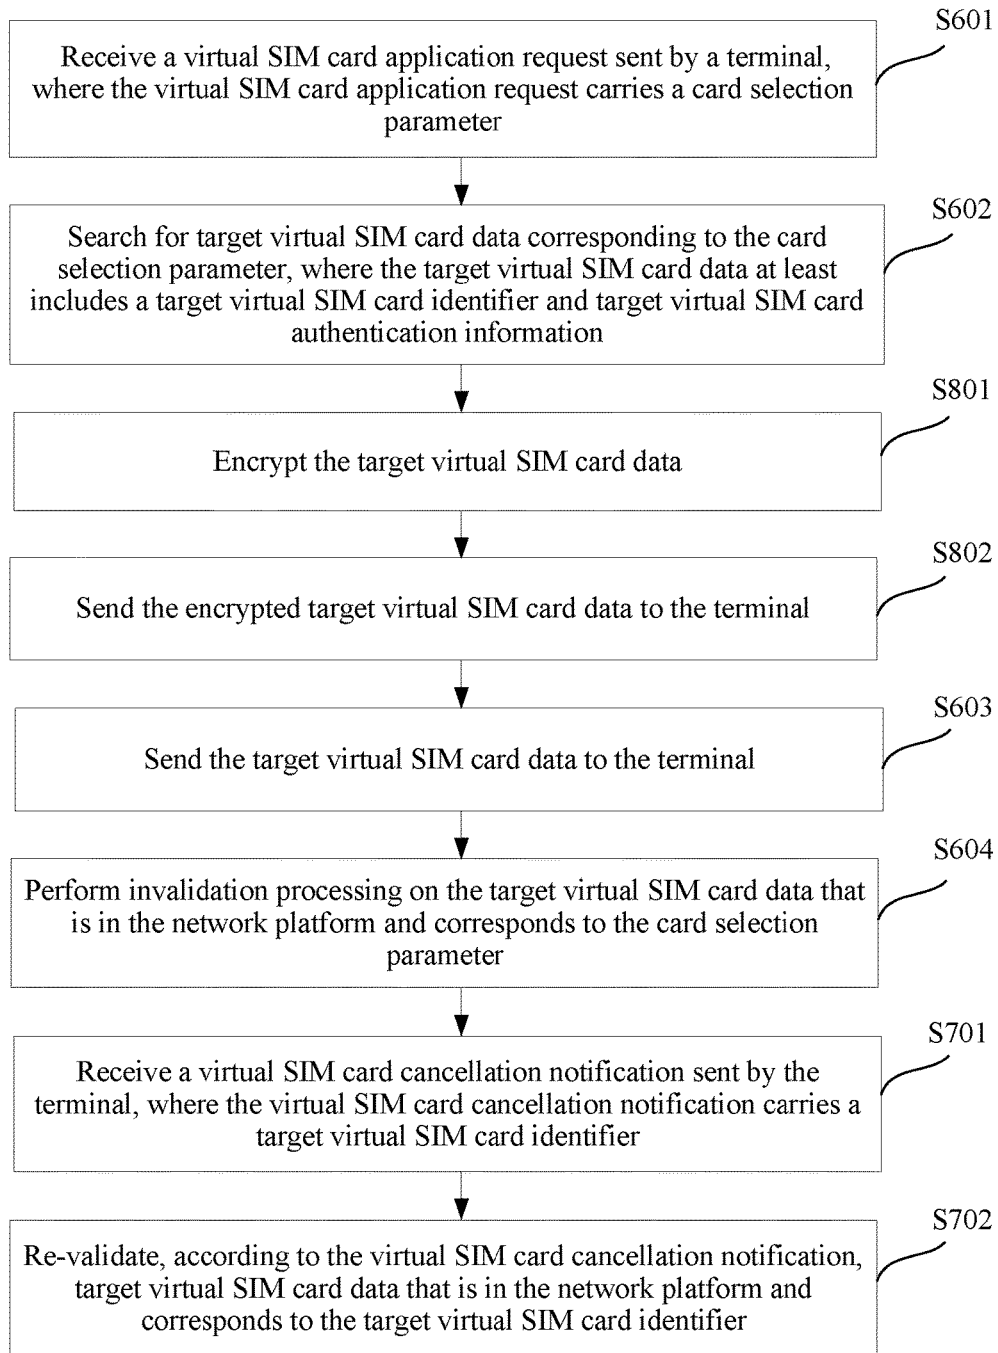 S601
Receive a virtual SIM card application request sent by a terminal,
where the virtual SIM card application request carries a card selection
parameter
S602
Search for target virtual SIM card data corresponding to the card
selection parameter, where the target virtual SIM card data at least
includes a target virtual SIM card identifier and target virtual SIM card
authentication information
S801
Encrypt the target virtual SIM card data
S802
Send the encrypted target virtual SIM card data to the terminal
S603
Send the target virtual SIM card data to the terminal
S604
Perform invalidation processing on the target virtual SIM card data that
is in the network platform and corresponds to the card selection
parameter
S701
Receive a virtual SIM card cancellation notification sent by the
terminal, where the virtual SIM card cancellation notification carries a
target virtual SIM card identifier
S702
Re-validate, according to the virtual SIM card cancellation notification,
target virtual SIM card data that is in the network platform and
corresponds to the target virtual SIM card identifier